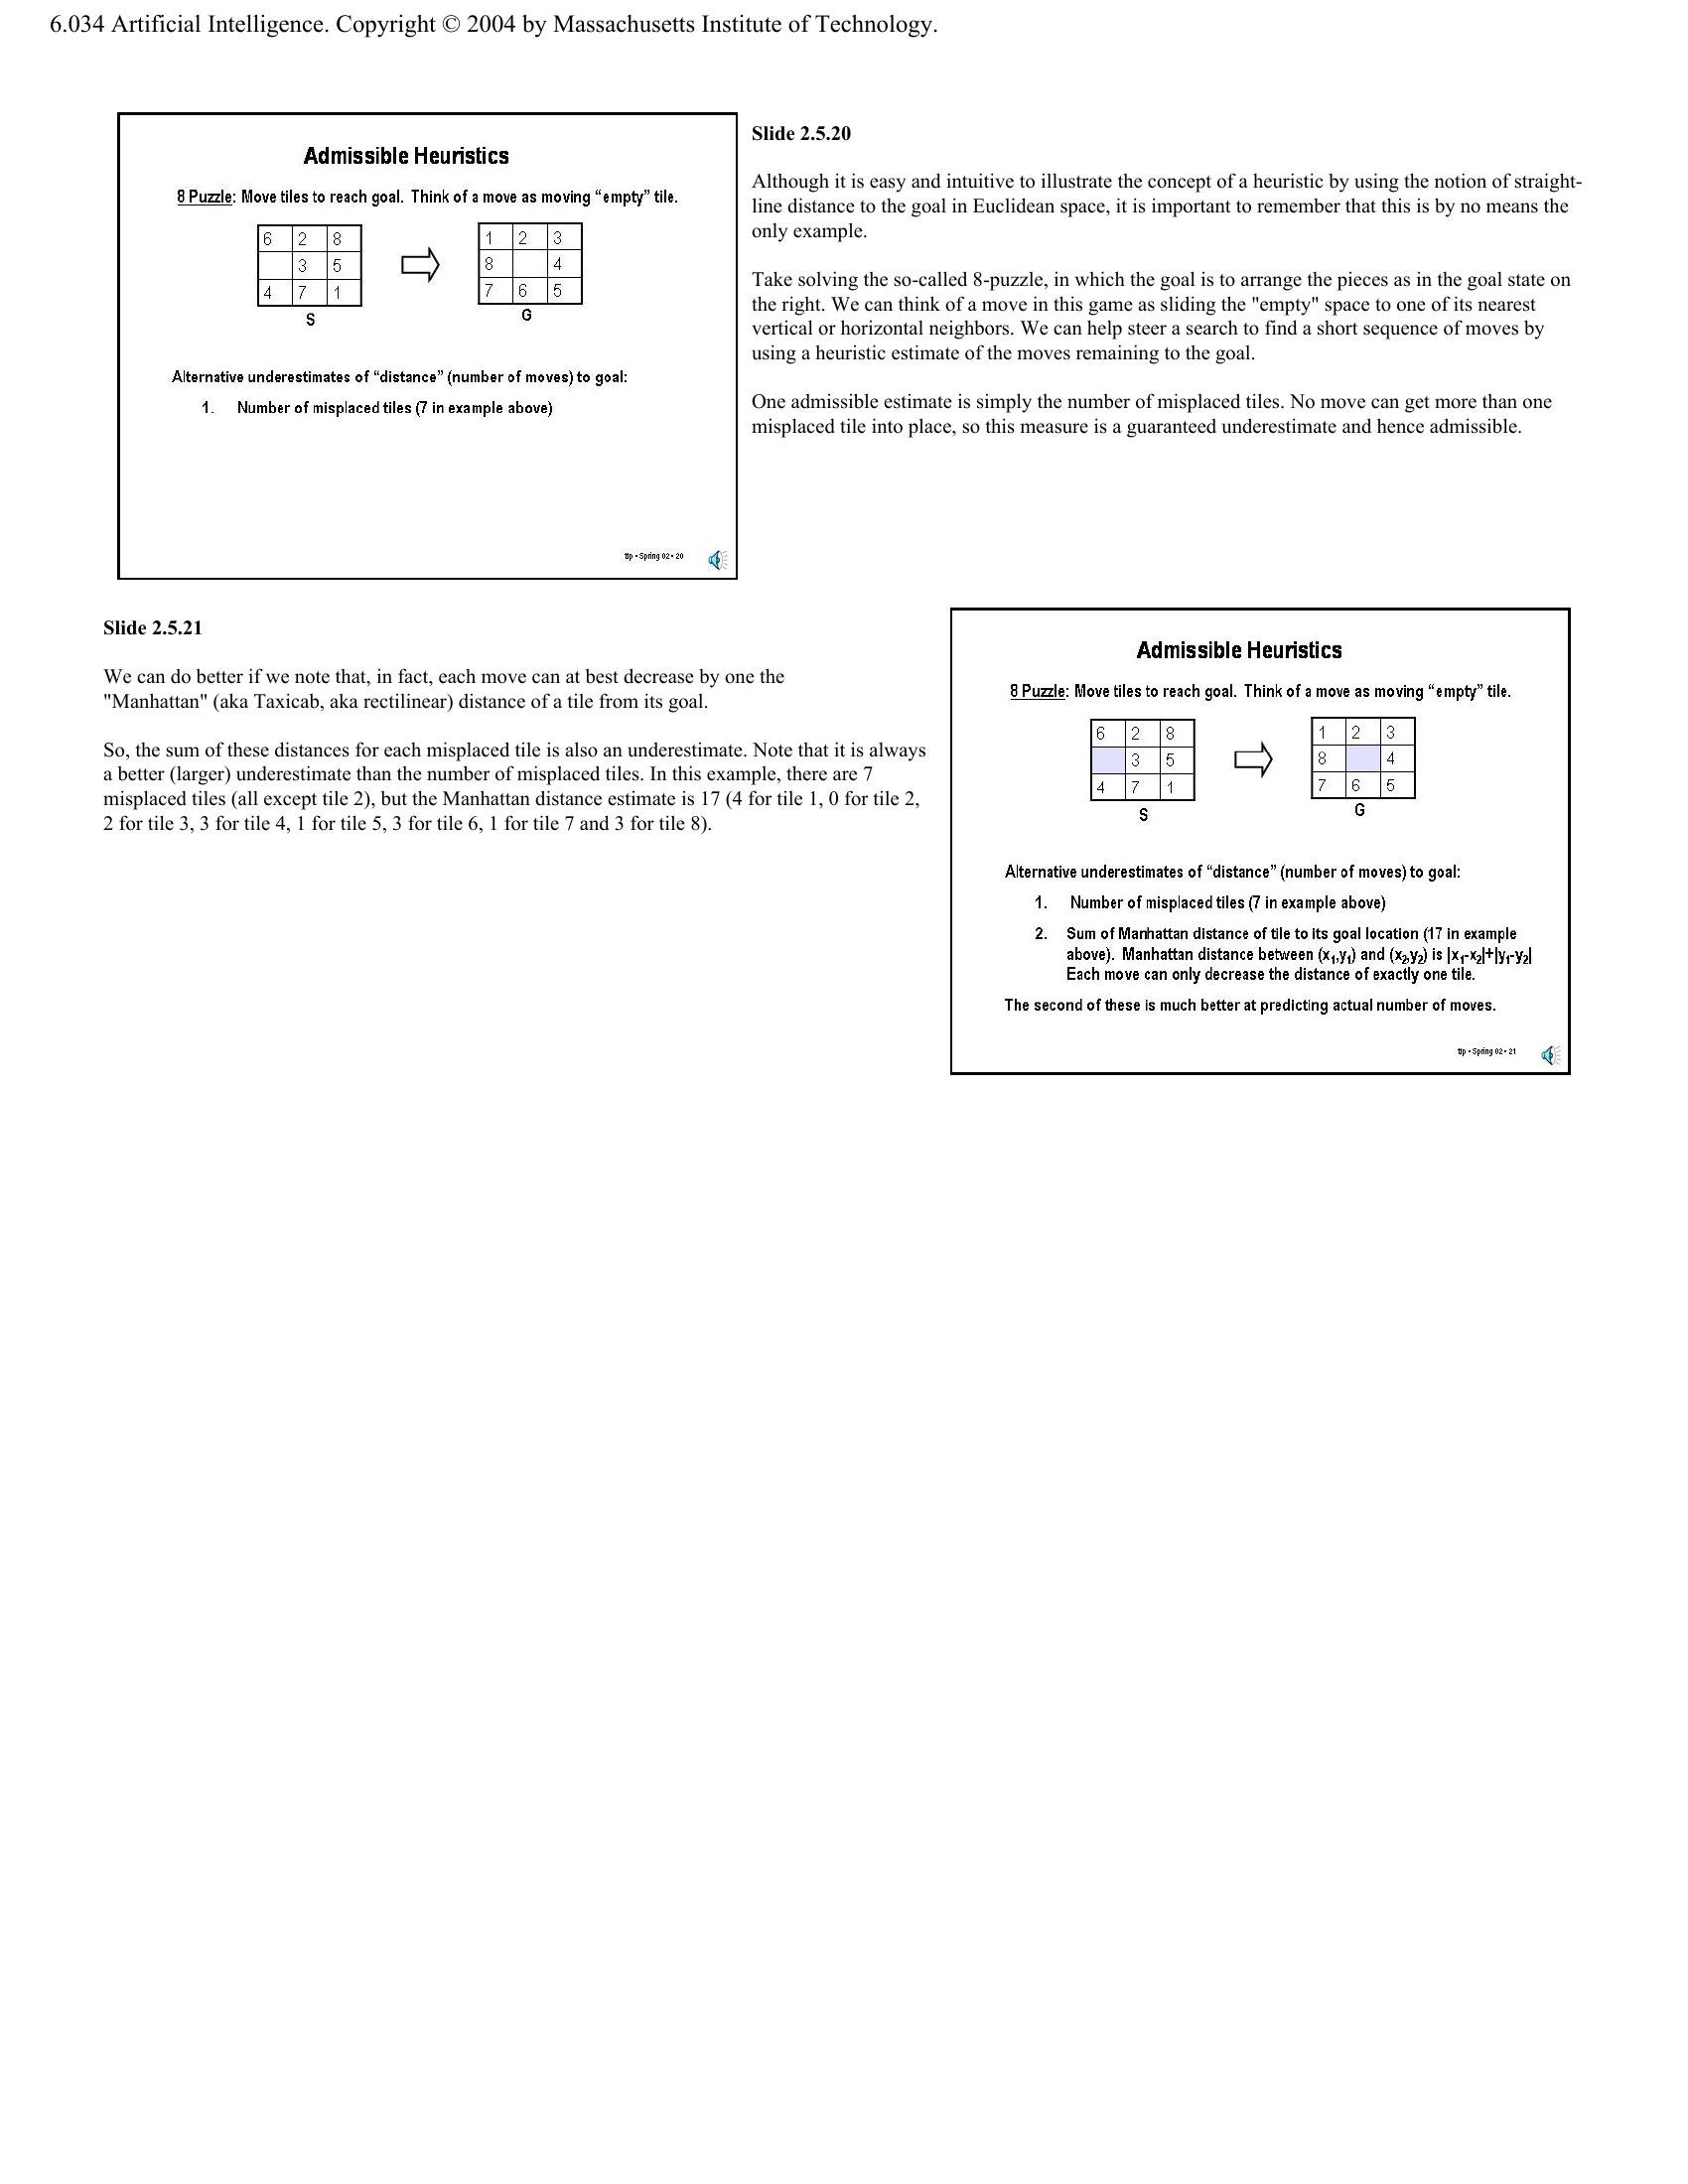 6.034 Artificial Intelligence. Copyright © 2004 by Massachusetts Institute of Technology.
Admissible Heuristics
8 Puzzle: Move tiles to reach goal. Think of a move as moving “empty” tile.
6 2 8
3 5
4 7 1
S
1 2 3
8 4
7 6 5
G
Alternative underestimates of “distance” (number of moves) to goal:
1. Number of misplaced tiles (7 in example above)
tlp • Spring 02 • 20
Slide 2.5.20
Although it is easy and intuitive to illustrate the concept of a heuristic by using the notion of straight-
line distance to the goal in Euclidean space, it is important to remember that this is by no means the
only example.
Take solving the so-called 8-puzzle, in which the goal is to arrange the pieces as in the goal state on
the right. We can think of a move in this game as sliding the "empty" space to one of its nearest
vertical or horizontal neighbors. We can help steer a search to find a short sequence of moves by
using a heuristic estimate of the moves remaining to the goal.
One admissible estimate is simply the number of misplaced tiles. No move can get more than one
misplaced tile into place, so this measure is a guaranteed underestimate and hence admissible.
Slide 2.5.21
We can do better if we note that, in fact, each move can at best decrease by one the
"Manhattan" (aka Taxicab, aka rectilinear) distance of a tile from its goal.
So, the sum of these distances for each misplaced tile is also an underestimate. Note that it is always
a better (larger) underestimate than the number of misplaced tiles. In this example, there are 7
misplaced tiles (all except tile 2), but the Manhattan distance estimate is 17 (4 for tile 1, 0 for tile 2,
2 for tile 3, 3 for tile 4, 1 for tile 5, 3 for tile 6, 1 for tile 7 and 3 for tile 8).
Admissible Heuristics
8 Puzzle: Move tiles to reach goal. Think of a move as moving “empty” tile.
6 2 8
3 5
4 7 1
S
1 2 3
8 4
7 6 5
G
Alternative underestimates of “distance” (number of moves) to goal:
1. Number of misplaced tiles (7 in example above)
2. Sum of Manhattan distance of tile to its goal location (17 in example
above). Manhattan distance between (x₁,y₁) and (x₂,y₂) is |x₁-x₂|+|y₁-y₂|
Each move can only decrease the distance of exactly one tile.
The second of these is much better at predicting actual number of moves.
tlp • Spring 02 • 21